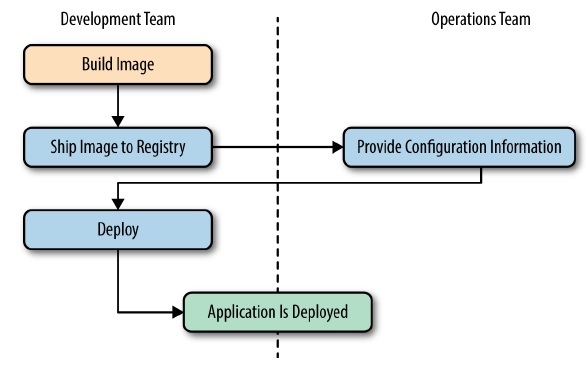 Development Team
Operations Team
Build Image
Ship Image to Registry
Provide Configuration Information
Deploy
Application Is Deployed